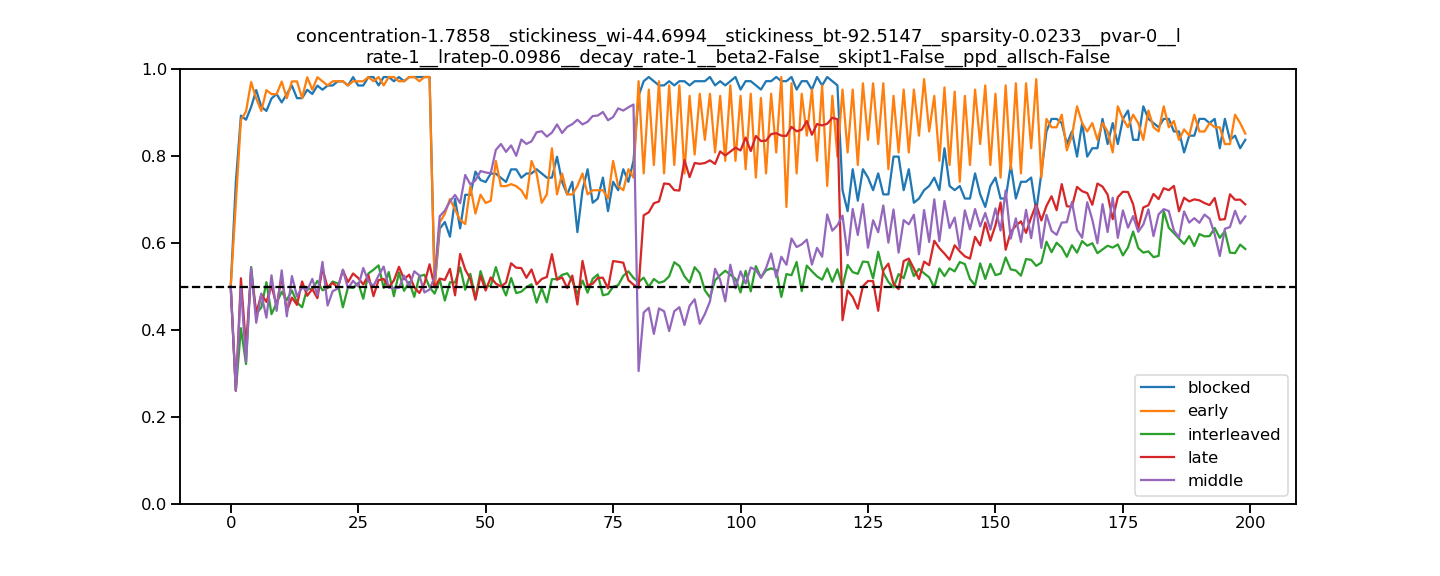 concentration-1.7858__stickiness_wi-44.6994__stickiness_bt-92.5147__sparsity-0.0233__pvar-0__l
rate-1__lratep-0.0986__decay_rate-1__beta2-False__skipt1-False__ppd_allsch-False
1.0
0.8
0.6
0.4
0.2
0.0
0 25 50 75 100 125 150 175 200
blocked
early
interleaved
late
middle